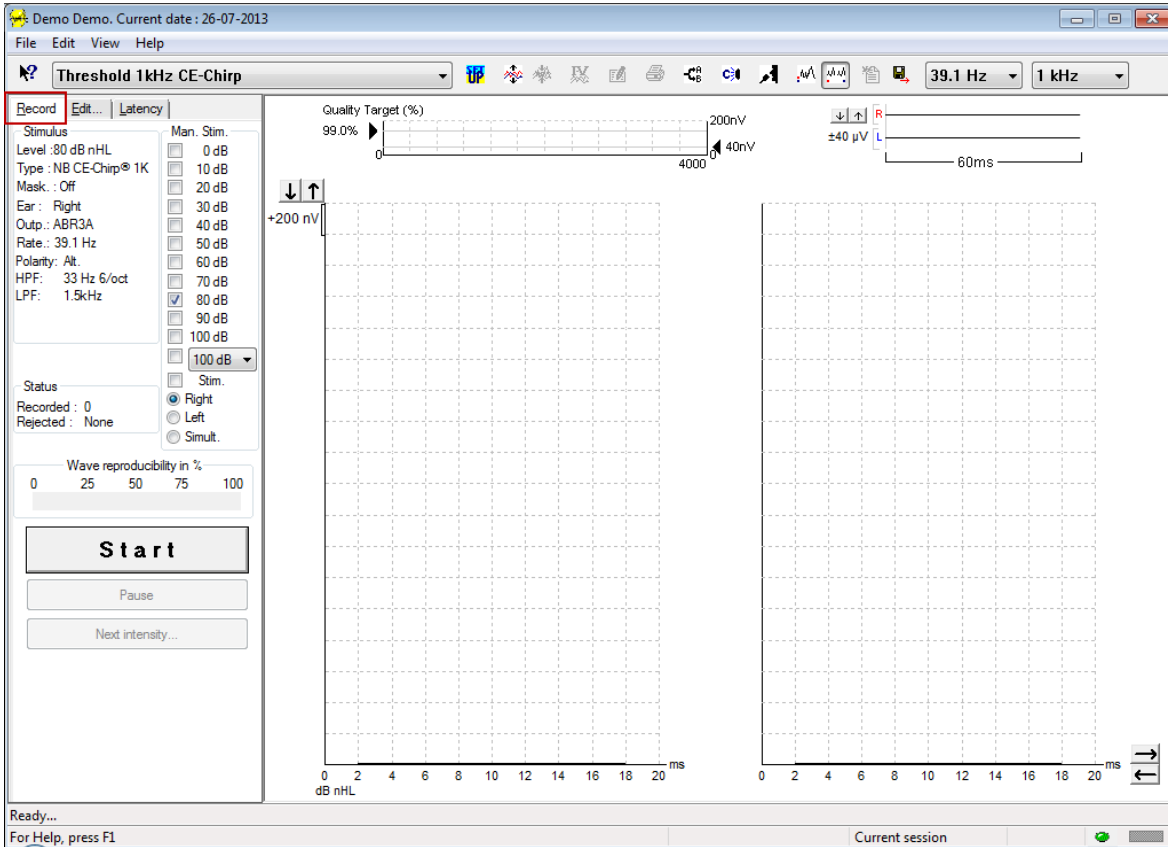 Demo Demo. Current date : 26-07-2013
File Edit View Help
Threshold 1kHz CE-Chirp
39.1 Hz
1 kHz
Record Edit... Latency
Stimulus
Level :80 dB nHL
Type : NB CE-Chirp® 1K
Mask. : Off
Ear : Right
Outp.: ABR3A
Rate.: 39.1 Hz
Polarity: Alt.
HPF: 33 Hz 6/oct
LPF: 1.5kHz
Man. Stim.
0 dB
10 dB
20 dB
30 dB
40 dB
50 dB
60 dB
70 dB
80 dB
90 dB
100 dB
100 dB
Stim.
Right
Left
Simult.
Status
Recorded : 0
Rejected : None
Wave reproducibility in %
0 25 50 75 100
Start
Pause
Next intensity...
Quality Target (%)
99.0%
0
4000
200nV
40nV
0
R
±40 µV L
60ms
+200 nV
0 2 4 6 8 10 12 14 16 18 20 ms
dB nHL
0 2 4 6 8 10 12 14 16 18 20 ms
Ready...
For Help, press F1
Current session